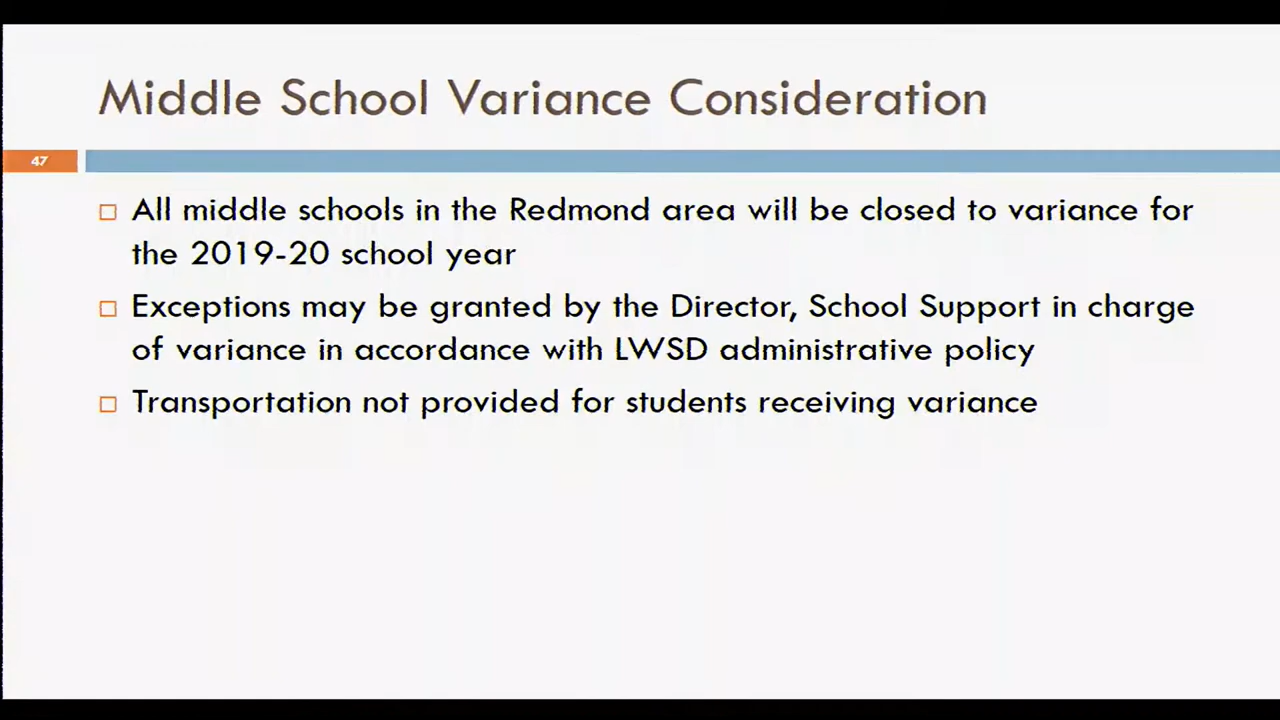 Middle School Variance Consideration
47
All middle schools in the Redmond area will be closed to variance for
the 2019-20 school year
Exceptions may be granted by the Director, School Support in charge
of variance in accordance with LWSD administrative policy
Transportation not provided for students receiving variance